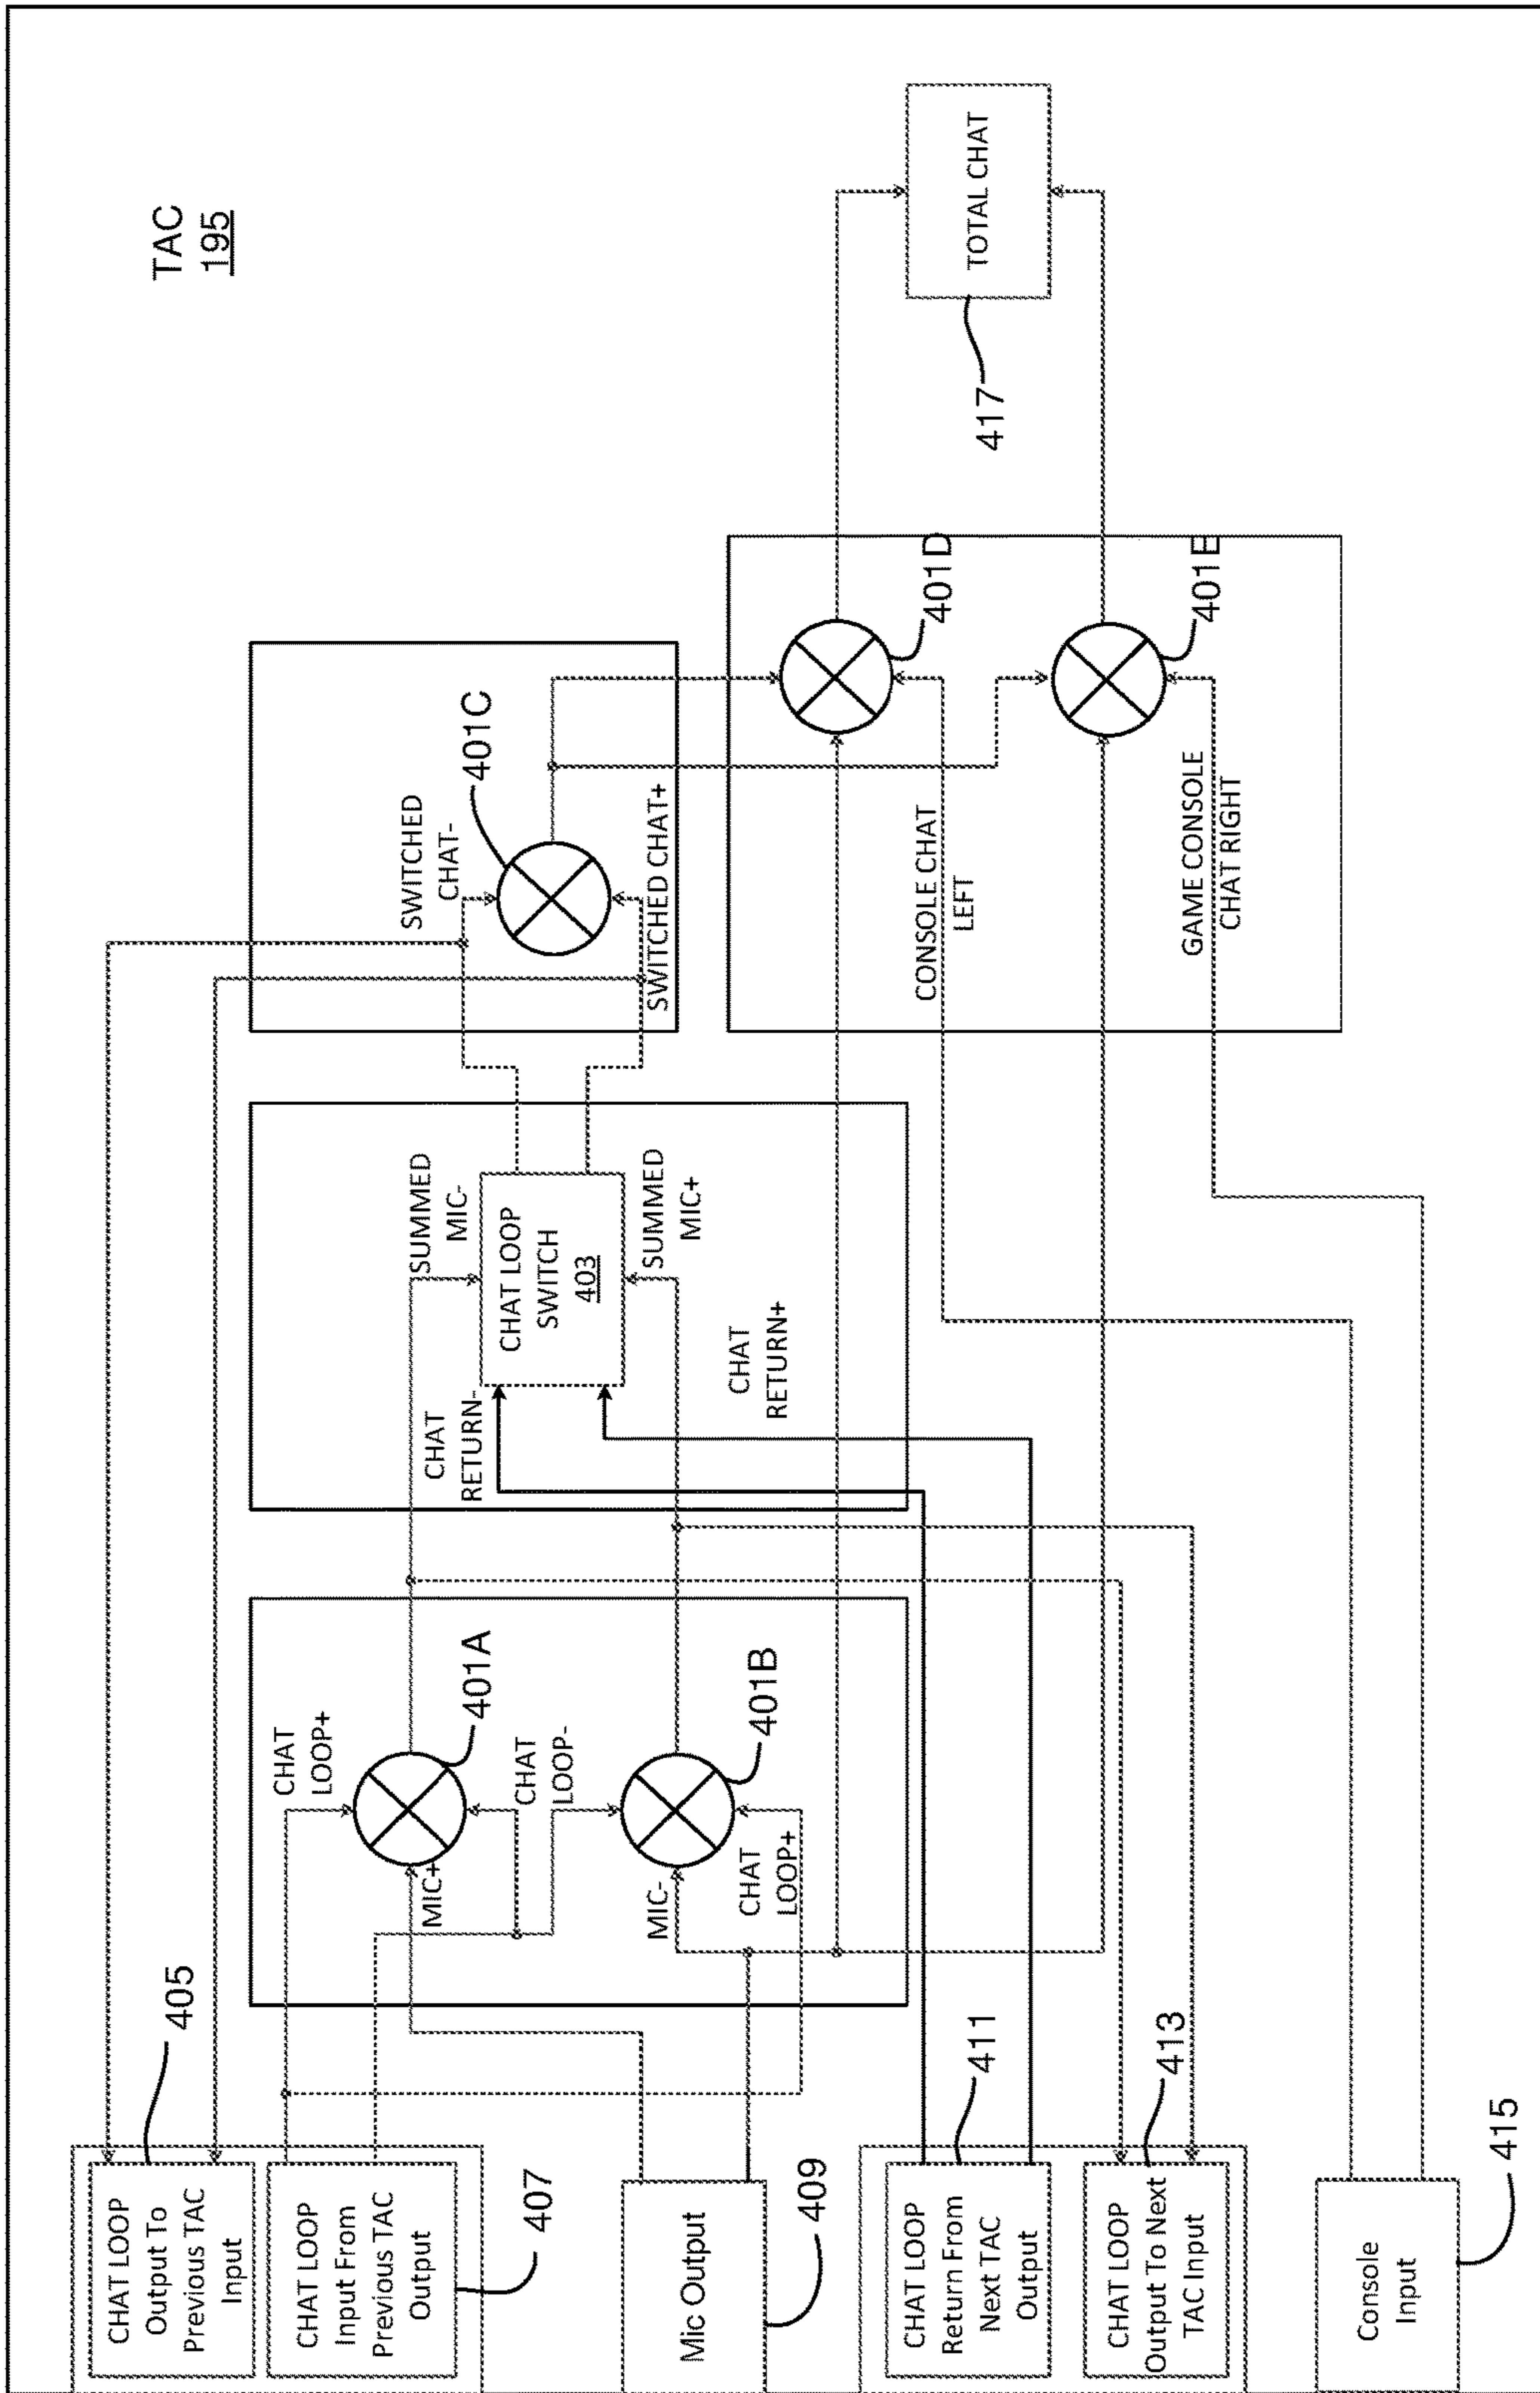 TAC
195
CHAT LOOP
Output To
Previous TAC
Input
405
CHAT LOOP
Input From
Previous TAC
Output
407
Mic Output
409
CHAT LOOP
Return From
Next TAC
Output
411
CHAT LOOP
Output To Next
TAC Input
413
Console
Input
415
CHAT
LOOP+
MIC+
401A
CHAT
LOOP-
MIC-
CHAT
LOOP+
401B
CHAT
RETURN-
SUMMED
MIC-
CHAT LOOP
SWITCH
403
SUMMED
MIC+
CHAT
RETURN+
SWITCHED
CHAT-
401C
SWITCHED CHAT+
CONSOLE CHAT
LEFT
401D
GAME CONSOLE
CHAT RIGHT
401E
TOTAL CHAT
417